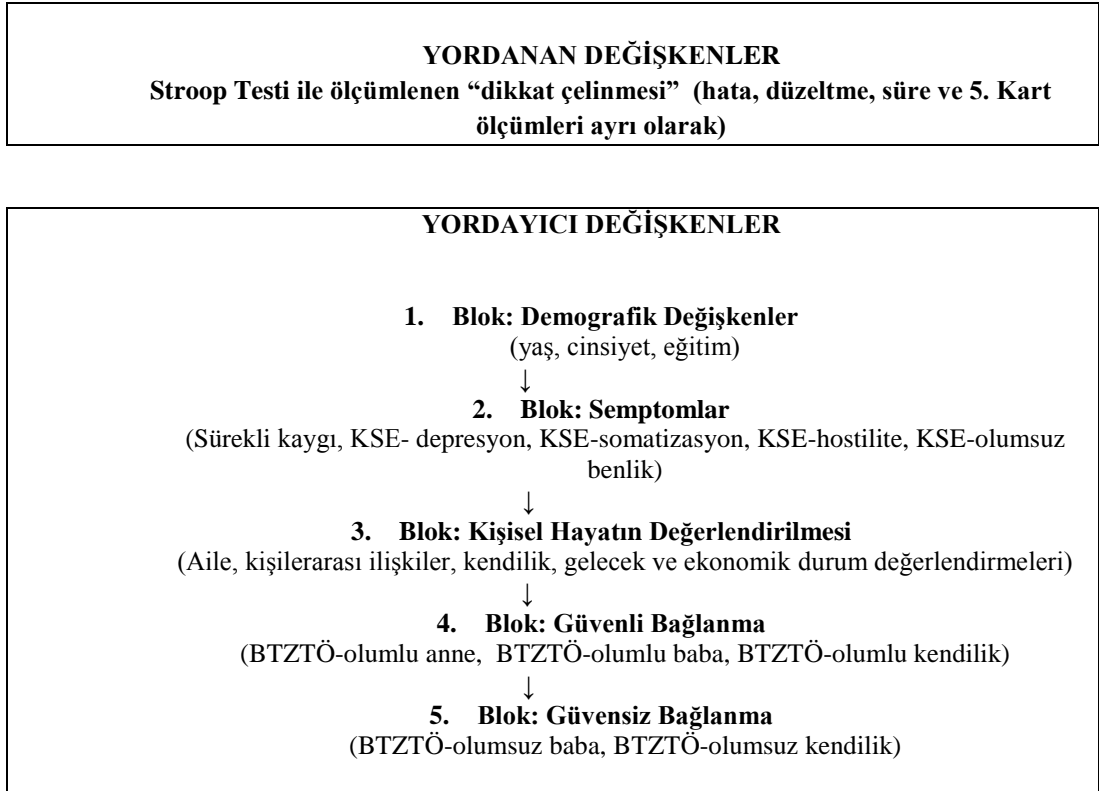 YORDANAN DEĞİŞKENLER
Stroop Testi ile ölçümlenen “dikkat çelinmesi” (hata, düzeltme, süre ve 5. Kart
ölçümleri ayrı olarak)
YORDAYICI DEĞİŞKENLER
1. Blok: Demografik Değişkenler
(yaş, cinsiyet, eğitim)
↓
2. Blok: Semptomlar
(Sürekli kaygı, KSE- depresyon, KSE-somatizasyon, KSE-hostilite, KSE-olumsuz
benlik)
↓
3. Blok: Kişisel Hayatın Değerlendirilmesi
(Aile, kişilerarası ilişkiler, kendilik, gelecek ve ekonomik durum değerlendirmeleri)
↓
4. Blok: Güvenli Bağlanma
(BTZTÖ-olumlu anne, BTZTÖ-olumlu baba, BTZTÖ-olumlu kendilik)
↓
5. Blok: Güvensiz Bağlanma
(BTZTÖ-olumsuz baba, BTZTÖ-olumsuz kendilik)